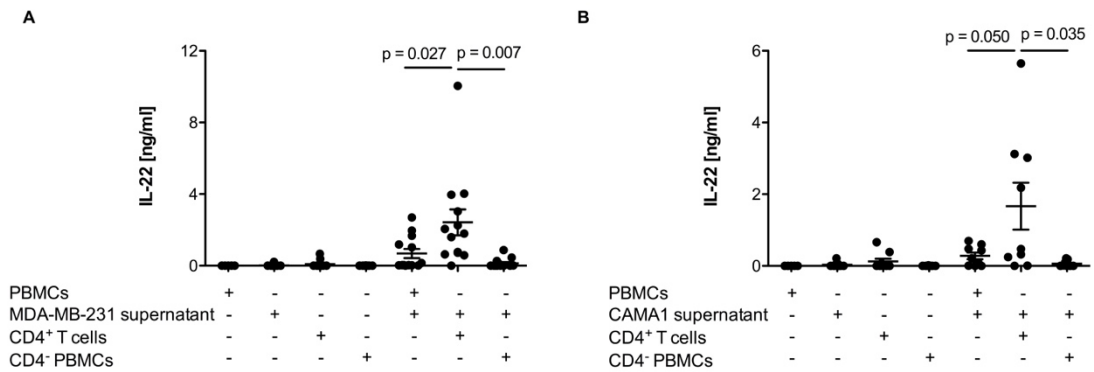 A
p = 0.027
p = 0.007
IL-22 [ng/ml]
12
8
4
0
PBMCs + - - - + - -
MDA-MB-231 supernatant - + - - + + +
CD4⁺ T cells - - + - - + -
CD4⁻ PBMCs - - - + - - +
B
p = 0.050
p = 0.035
IL-22 [ng/ml]
6
4
2
0
PBMCs + - - - + - -
CAMA1 supernatant - + - - + + +
CD4⁺ T cells - - + - - + -
CD4⁻ PBMCs - - - + - - +